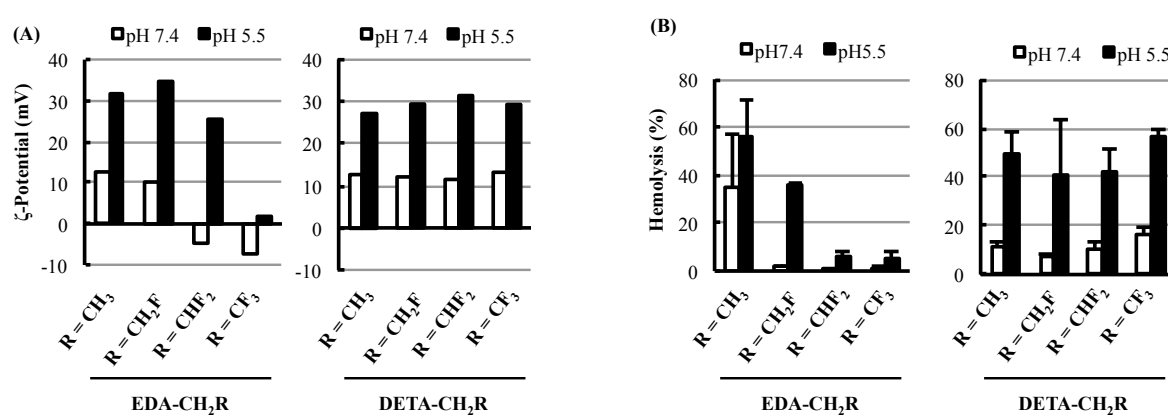 (A)
pH 7.4 pH 5.5
ζ-Potential (mV)
40
30
20
10
0
-10
R = CH3
R = CH2F
R = CHF2
R = CF3
EDA-CH2R
pH 7.4 pH 5.5
40
30
20
10
0
-10
R = CH3
R = CH2F
R = CHF2
R = CF3
DETA-CH2R
(B)
pH7.4 pH5.5
Hemolysis (%)
80
60
40
20
0
R = CH3
R = CH2F
R = CHF2
R = CF3
EDA-CH2R
pH 7.4 pH 5.5
80
60
40
20
0
R = CH3
R = CH2F
R = CHF2
R = CF3
DETA-CH2R